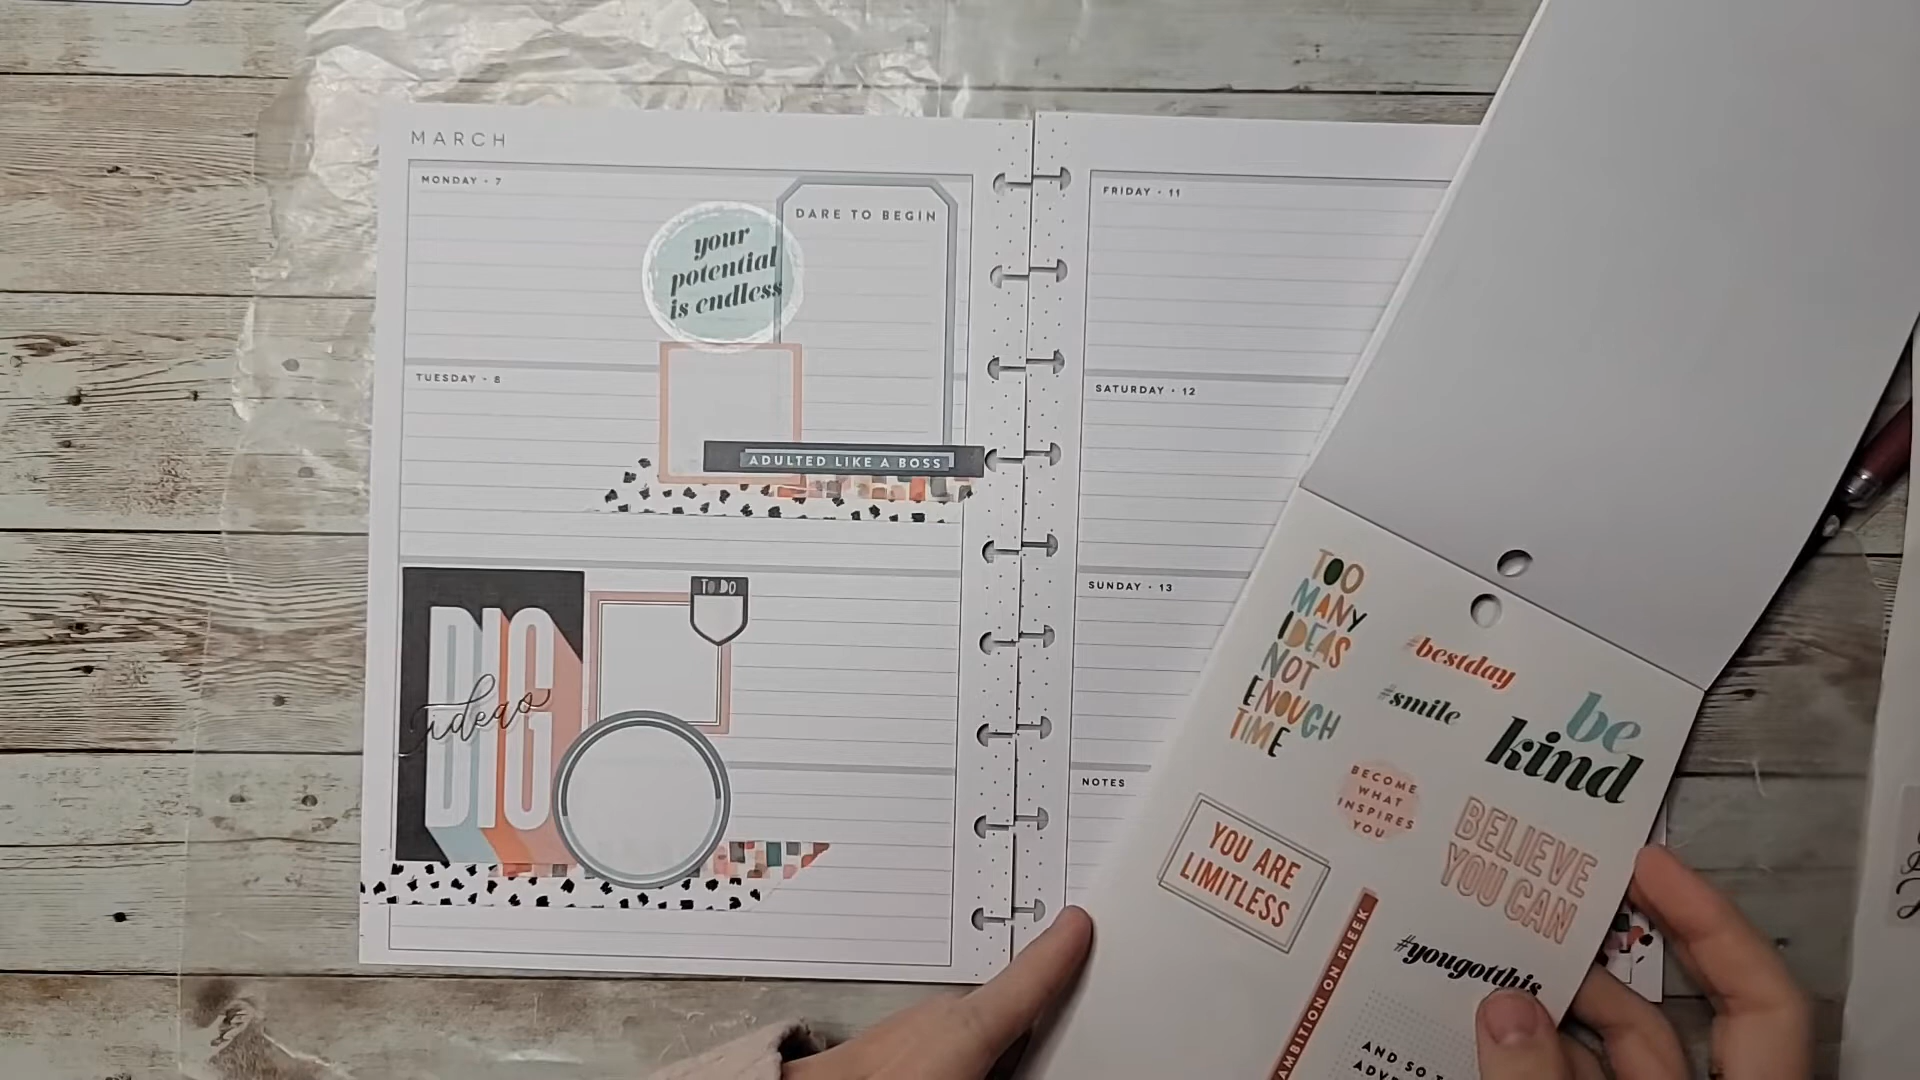 MARCH
MONDAY · 7
DARE TO BEGIN
your
potential
is endless
TUESDAY · 8
ADULTED LIKE A BOSS
TO DO
BIG
ideas
FRIDAY · 11
SATURDAY · 12
SUNDAY · 13
NOTES
TOO
MANY
IDEAS
NOT
ENOUGH
TIME
#bestday
#smile
be
kind
BECOME
WHAT
INSPIRES
YOU
BELIEVE
YOU CAN
YOU ARE
LIMITLESS
AMBITION ON FLEEK
#yougotthis
AND SO